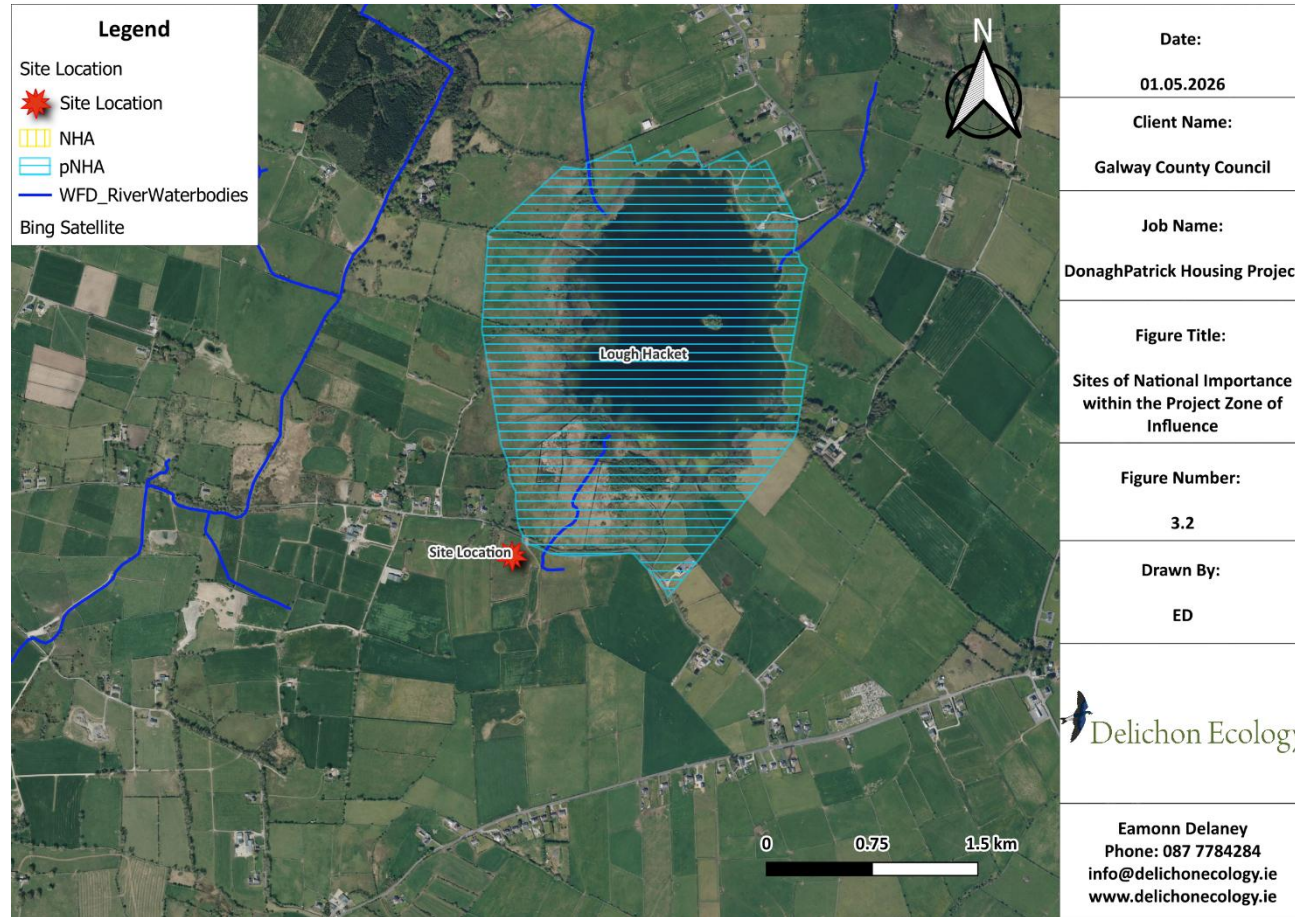 Legend
Site Location
Site Location
NHA
pNHA
WFD_RiverWaterbodies
Bing Satellite
N
Lough Hacket
Site Location
0 0.75 1.5 km
Date:
01.05.2026
Client Name:
Galway County Council
Job Name:
DonaghPatrick Housing Projec
Figure Title:
Sites of National Importance
within the Project Zone of
Influence
Figure Number:
3.2
Drawn By:
ED
Delichon Ecology
Eamonn Delaney
Phone: 087 7784284
info@delichonecology.ie
www.delichonecology.ie